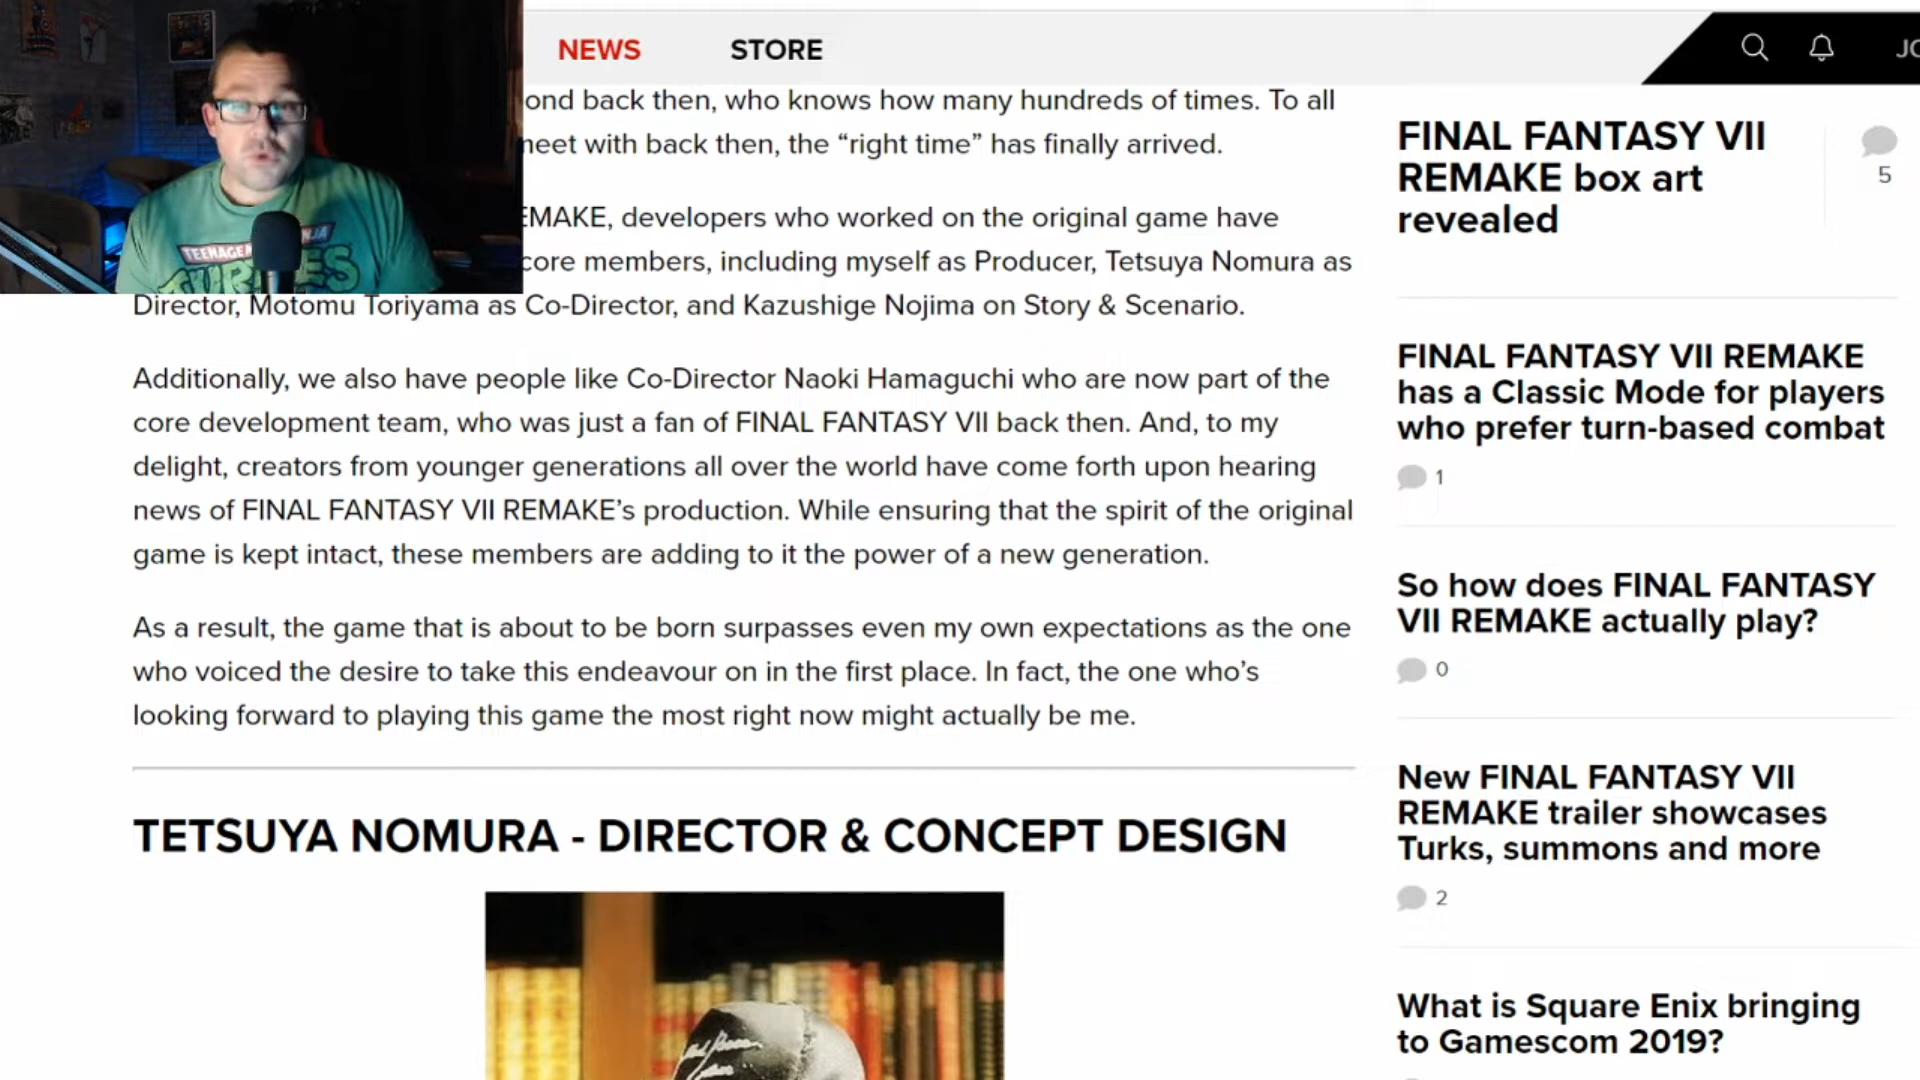 NEWS
STORE
JO
ond back then, who knows how many hundreds of times. To all
neet with back then, the “right time” has finally arrived.
EMAKE, developers who worked on the original game have
core members, including myself as Producer, Tetsuya Nomura as
Director, Motomu Toriyama as Co-Director, and Kazushige Nojima on Story & Scenario.
Additionally, we also have people like Co-Director Naoki Hamaguchi who are now part of the
core development team, who was just a fan of FINAL FANTASY VII back then. And, to my
delight, creators from younger generations all over the world have come forth upon hearing
news of FINAL FANTASY VII REMAKE’s production. While ensuring that the spirit of the original
game is kept intact, these members are adding to it the power of a new generation.
As a result, the game that is about to be born surpasses even my own expectations as the one
who voiced the desire to take this endeavour on in the first place. In fact, the one who’s
looking forward to playing this game the most right now might actually be me.
TETSUYA NOMURA - DIRECTOR & CONCEPT DESIGN
FINAL FANTASY VII
REMAKE box art
revealed
5
FINAL FANTASY VII REMAKE
has a Classic Mode for players
who prefer turn-based combat
1
So how does FINAL FANTASY
VII REMAKE actually play?
0
New FINAL FANTASY VII
REMAKE trailer showcases
Turks, summons and more
2
What is Square Enix bringing
to Gamescom 2019?
TEENAGE NINJA
TURTLES